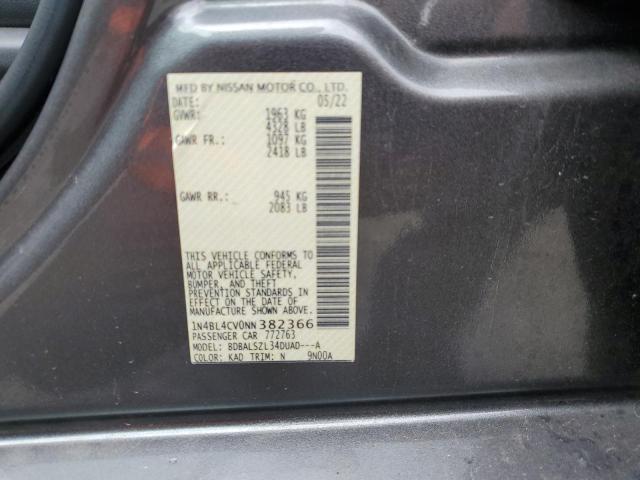 MFD BY NISSAN MOTOR CO., LTD.
DATE: 05/22
GVWR: 1963 KG
4328 LB
GAWR FR.: 1097 KG
2418 LB
GAWR RR.: 945 KG
2083 LB
THIS VEHICLE CONFORMS TO
ALL APPLICABLE FEDERAL
MOTOR VEHICLE SAFETY,
BUMPER, AND THEFT
PREVENTION STANDARDS IN
EFFECT ON THE DATE OF
MANUFACTURE SHOWN ABOVE.
1N4BL4CV0NN382366
PASSENGER CAR 772763
MODEL: BDBALSZL34DUAD---A
COLOR: KAD TRIM: N 9N00A